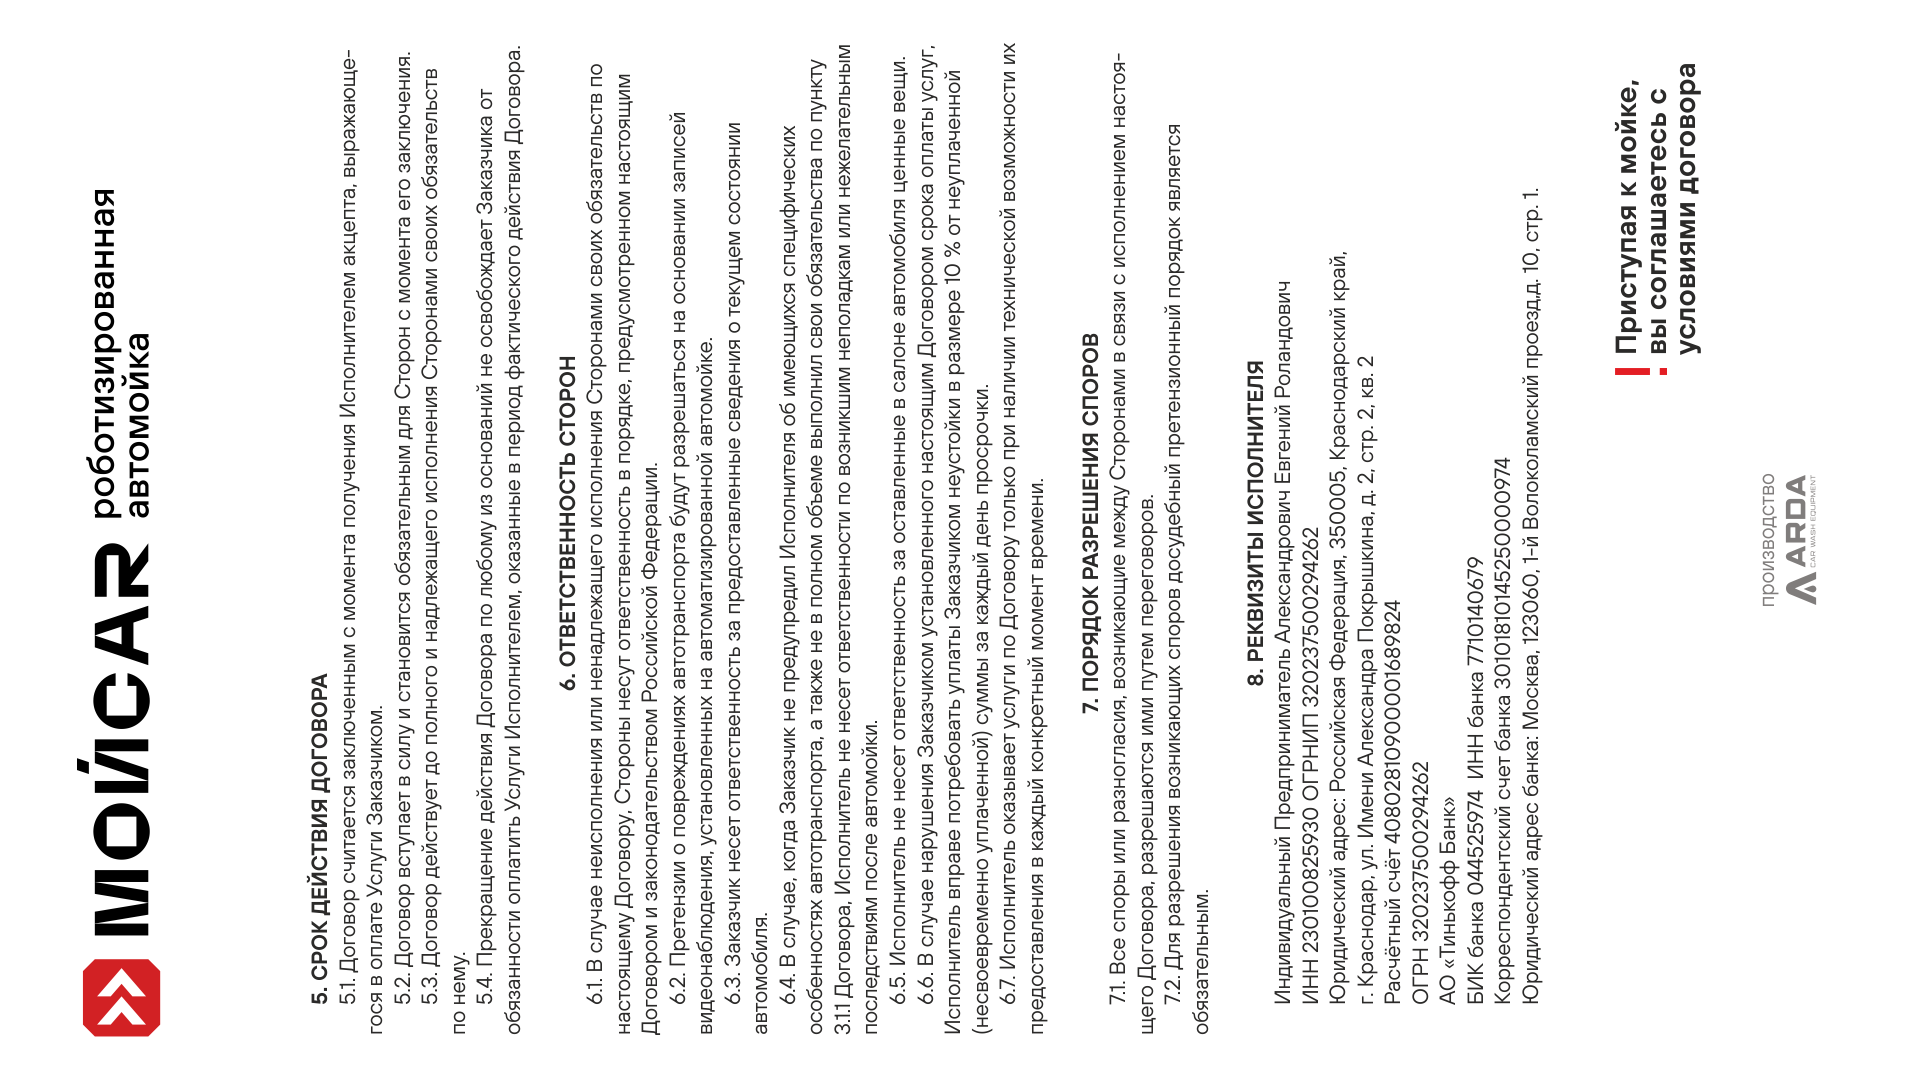 МОЙCAR роботизированная
автомойка
5. СРОК ДЕЙСТВИЯ ДОГОВОРА
5.1. Договор считается заключенным с момента получения Исполнителем акцепта, выражающе-
гося в оплате Услуги Заказчиком.
5.2. Договор вступает в силу и становится обязательным для Сторон с момента его заключения.
5.3. Договор действует до полного и надлежащего исполнения Сторонами своих обязательств
по нему.
5.4. Прекращение действия Договора по любому из оснований не освобождает Заказчика от
обязанности оплатить Услуги Исполнителем, оказанные в период фактического действия Договора.
6. ОТВЕТСТВЕННОСТЬ СТОРОН
6.1. В случае неисполнения или ненадлежащего исполнения Сторонами своих обязательств по
настоящему Договору, Стороны несут ответственность в порядке, предусмотренном настоящим
Договором и законодательством Российской Федерации.
6.2. Претензии о повреждениях автотранспорта будут разрешаться на основании записей
видеонаблюдения, установленных на автоматизированной автомойке.
6.3. Заказчик несет ответственность за предоставленные сведения о текущем состоянии
автомобиля.
6.4. В случае, когда Заказчик не предупредил Исполнителя об имеющихся специфических
особенностях автотранспорта, а также не в полном объеме выполнил свои обязательства по пункту
3.1.1 Договора, Исполнитель не несет ответственности по возникшим неполадкам или нежелательным
последствиям после автомойки.
6.5. Исполнитель не несет ответственность за оставленные в салоне автомобиля ценные вещи.
6.6. В случае нарушения Заказчиком установленного настоящим Договором срока оплаты услуг,
Исполнитель вправе потребовать уплаты Заказчиком неустойки в размере 10 % от неуплаченной
(несвоевременно уплаченной) суммы за каждый день просрочки.
6.7. Исполнитель оказывает услуги по Договору только при наличии технической возможности их
предоставления в каждый конкретный момент времени.
7. ПОРЯДОК РАЗРЕШЕНИЯ СПОРОВ
7.1. Все споры или разногласия, возникающие между Сторонами в связи с исполнением настоя-
щего Договора, разрешаются ими путем переговоров.
7.2. Для разрешения возникающих споров досудебный претензионный порядок является
обязательным.
8. РЕКВИЗИТЫ ИСПОЛНИТЕЛЯ
Индивидуальный Предприниматель Александрович Евгений Роландович
ИНН 230100825930 ОГРНИП 320237500294262
Юридический адрес: Российская Федерация, 350005, Краснодарский край,
г. Краснодар, ул. Имени Александра Покрышкина, д. 2, стр. 2, кв. 2
Расчётный счёт 40802810900001689824
ОГРН 320237500294262
АО «Тинькофф Банк»
БИК банка 044525974 ИНН банка 7710140679
Корреспондентский счет банка 30101810145250000974
Юридический адрес банка: Москва, 123060, 1-й Волоколамский проезд,д. 10, стр. 1.
! Приступая к мойке,
вы соглашаетесь с
условиями договора
производство
ARDA
CAR WASH EQUIPMENT